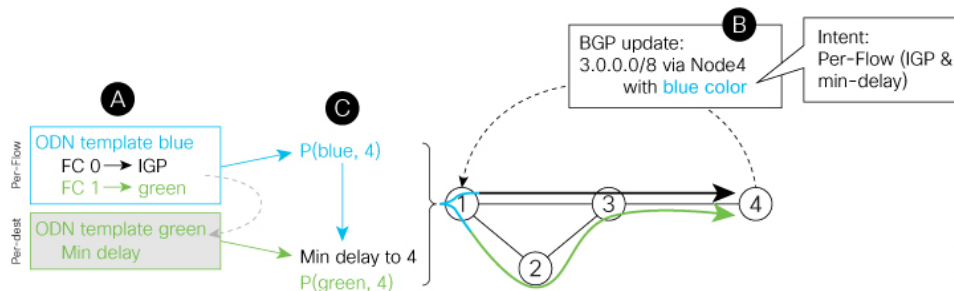 A
Per-Flow
ODN template blue
FC 0 → IGP
FC 1 → green
Per-dest
ODN template green
Min delay
C
P(blue, 4)
Min delay to 4
P(green, 4)
B
BGP update:
3.0.0.0/8 via Node4
with blue color
Intent:
Per-Flow (IGP &
min-delay)
1
3
4
2